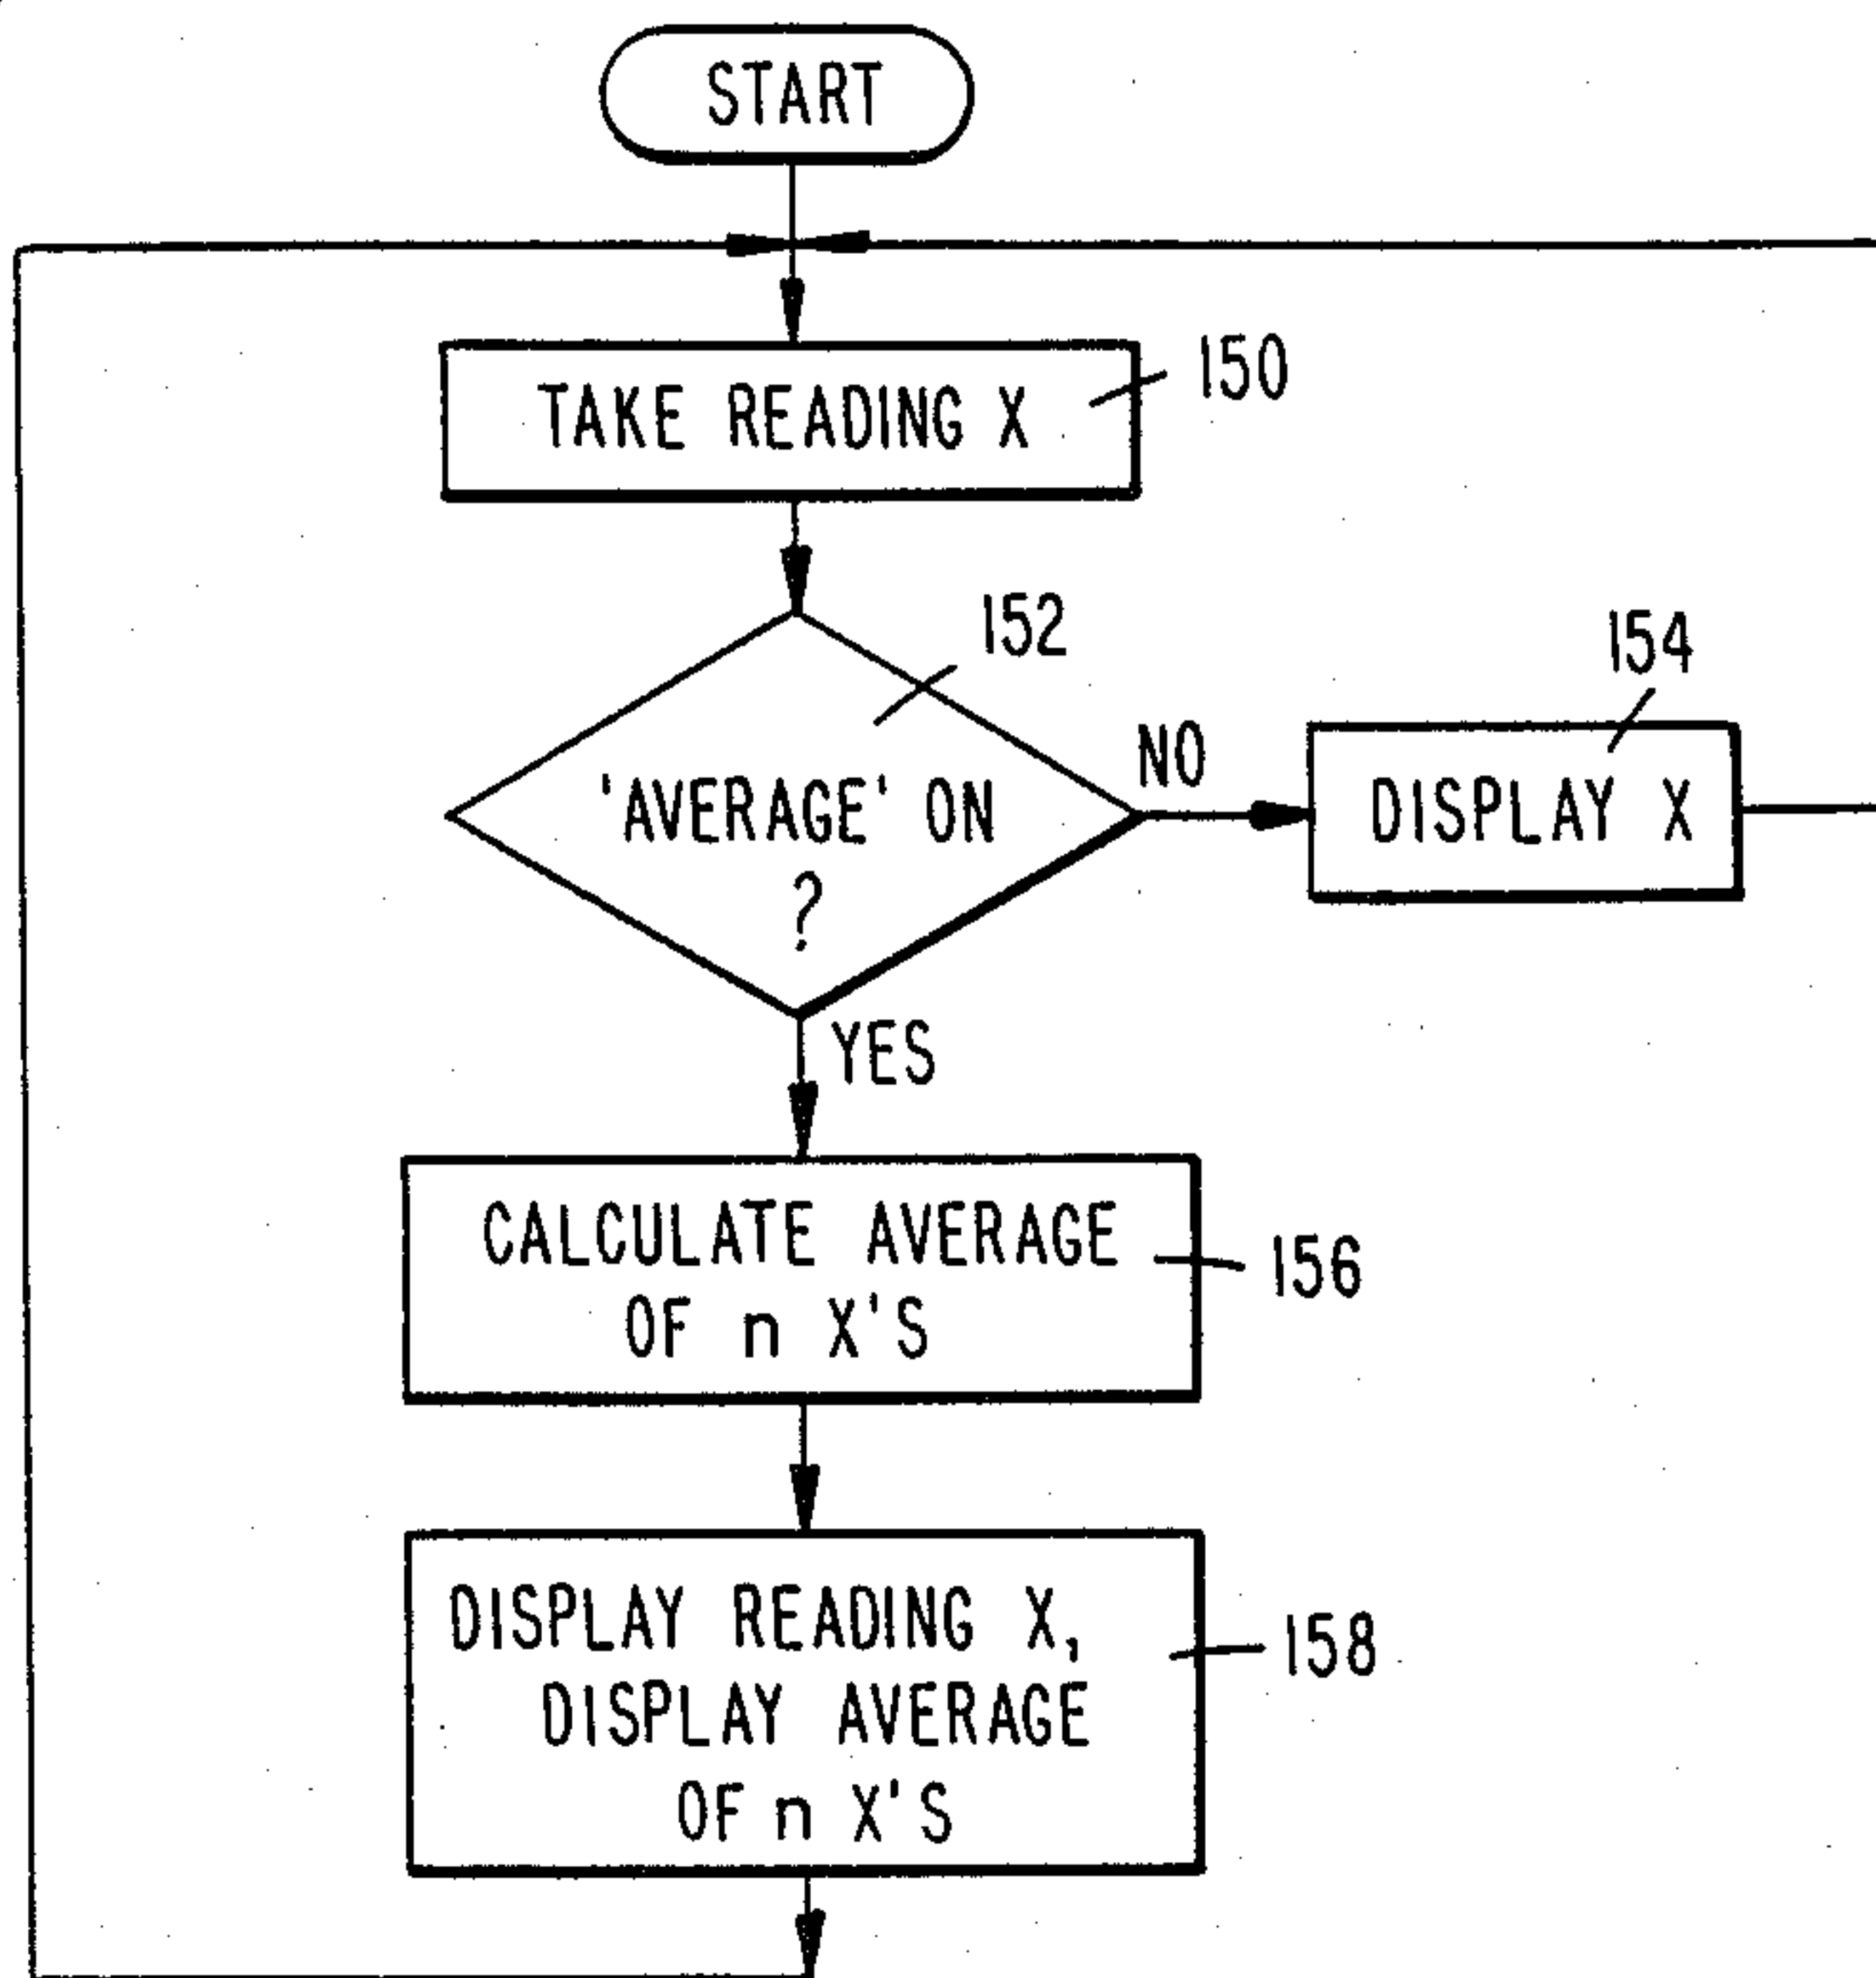 START
150
TAKE READING X
152
154
NO
'AVERAGE' ON
?
DISPLAY X
YES
CALCULATE AVERAGE
OF n X'S
156
DISPLAY READING X,
DISPLAY AVERAGE
OF n X'S
158